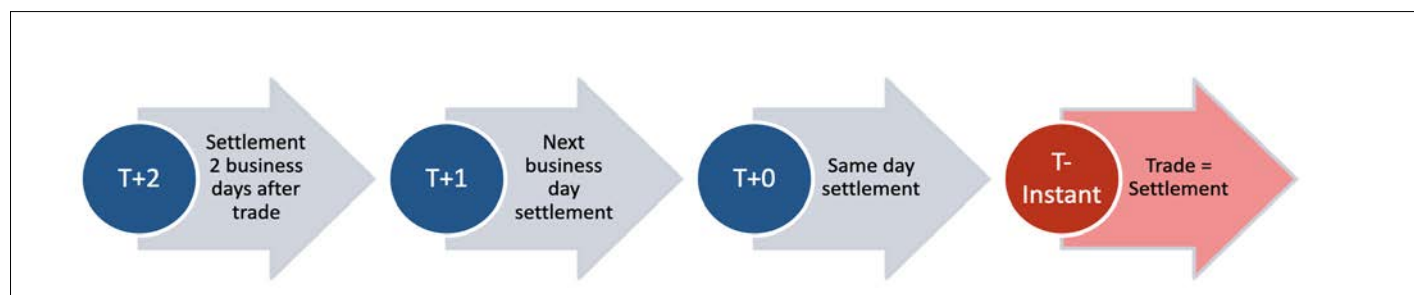 T+2
Settlement
2 business
days after
trade
T+1
Next
business
day
settlement
T+0
Same day
settlement
T-
Instant
Trade =
Settlement